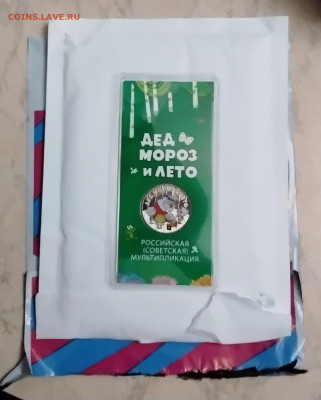 COINS.LAVE.RU
ДЕД
МОРОЗ
И ЛЕТО
РОССИЙСКАЯ
(СОВЕТСКАЯ)
МУЛЬТИПЛИКАЦИЯ